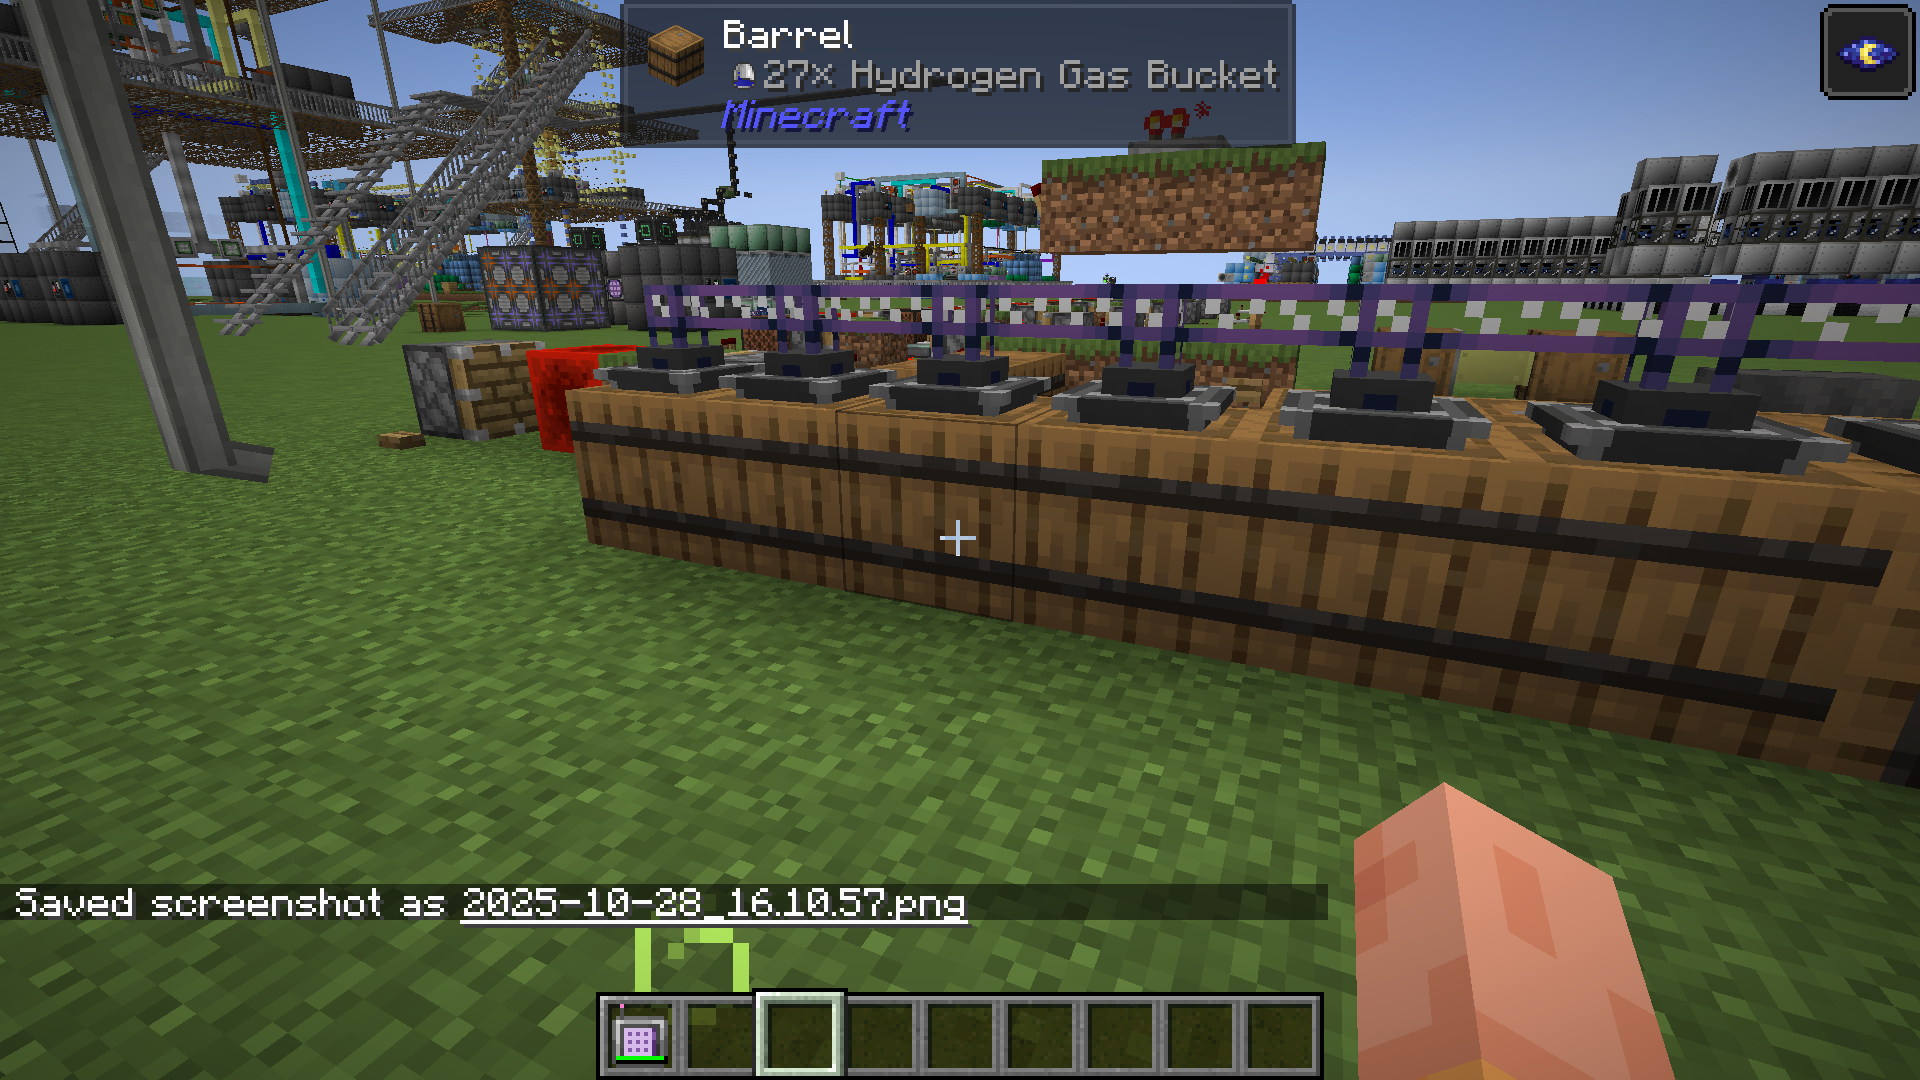 Barrel
27x Hydrogen Gas Bucket
Minecraft
Saved screenshot as 2025-10-28_16.10.57.png